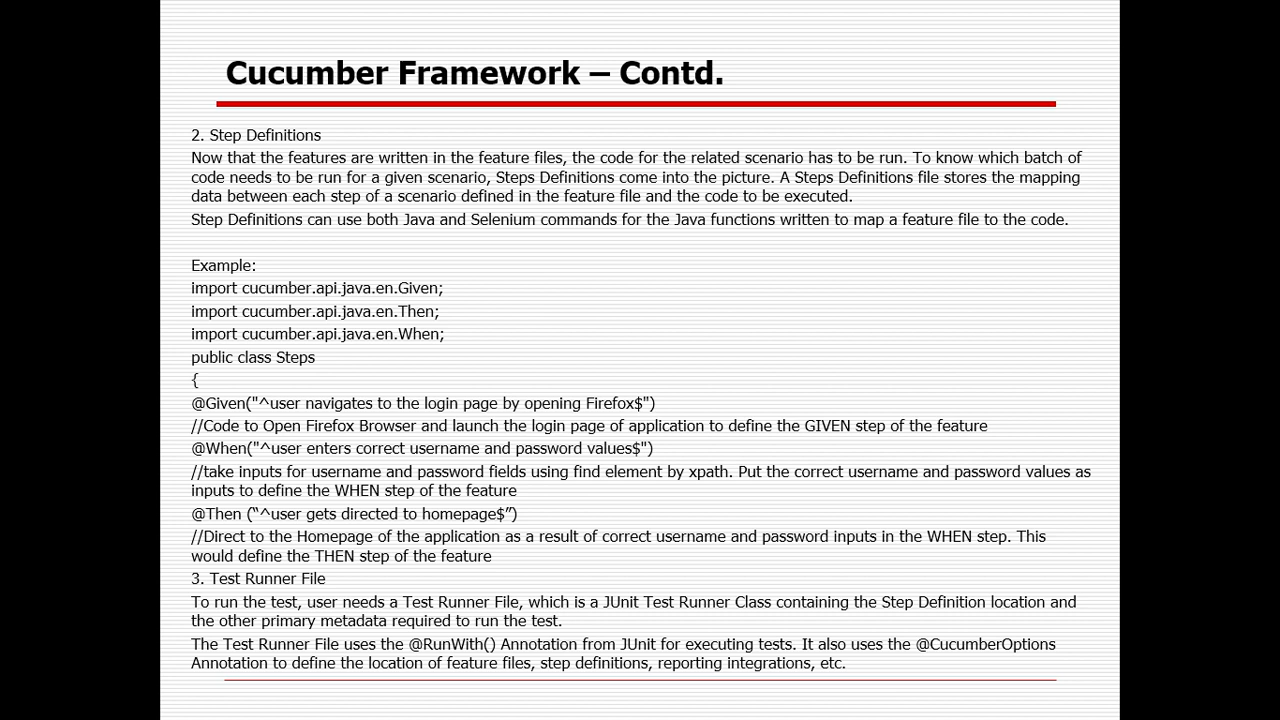 Cucumber Framework – Contd.
2. Step Definitions
Now that the features are written in the feature files, the code for the related scenario has to be run. To know which batch of
code needs to be run for a given scenario, Steps Definitions come into the picture. A Steps Definitions file stores the mapping
data between each step of a scenario defined in the feature file and the code to be executed.
Step Definitions can use both Java and Selenium commands for the Java functions written to map a feature file to the code.
Example:
import cucumber.api.java.en.Given;
import cucumber.api.java.en.Then;
import cucumber.api.java.en.When;
public class Steps
{
@Given("^user navigates to the login page by opening Firefox$")
//Code to Open Firefox Browser and launch the login page of application to define the GIVEN step of the feature
@When("^user enters correct username and password values$")
//take inputs for username and password fields using find element by xpath. Put the correct username and password values as
inputs to define the WHEN step of the feature
@Then (“^user gets directed to homepage$”)
//Direct to the Homepage of the application as a result of correct username and password inputs in the WHEN step. This
would define the THEN step of the feature
3. Test Runner File
To run the test, user needs a Test Runner File, which is a JUnit Test Runner Class containing the Step Definition location and
the other primary metadata required to run the test.
The Test Runner File uses the @RunWith() Annotation from JUnit for executing tests. It also uses the @CucumberOptions
Annotation to define the location of feature files, step definitions, reporting integrations, etc.